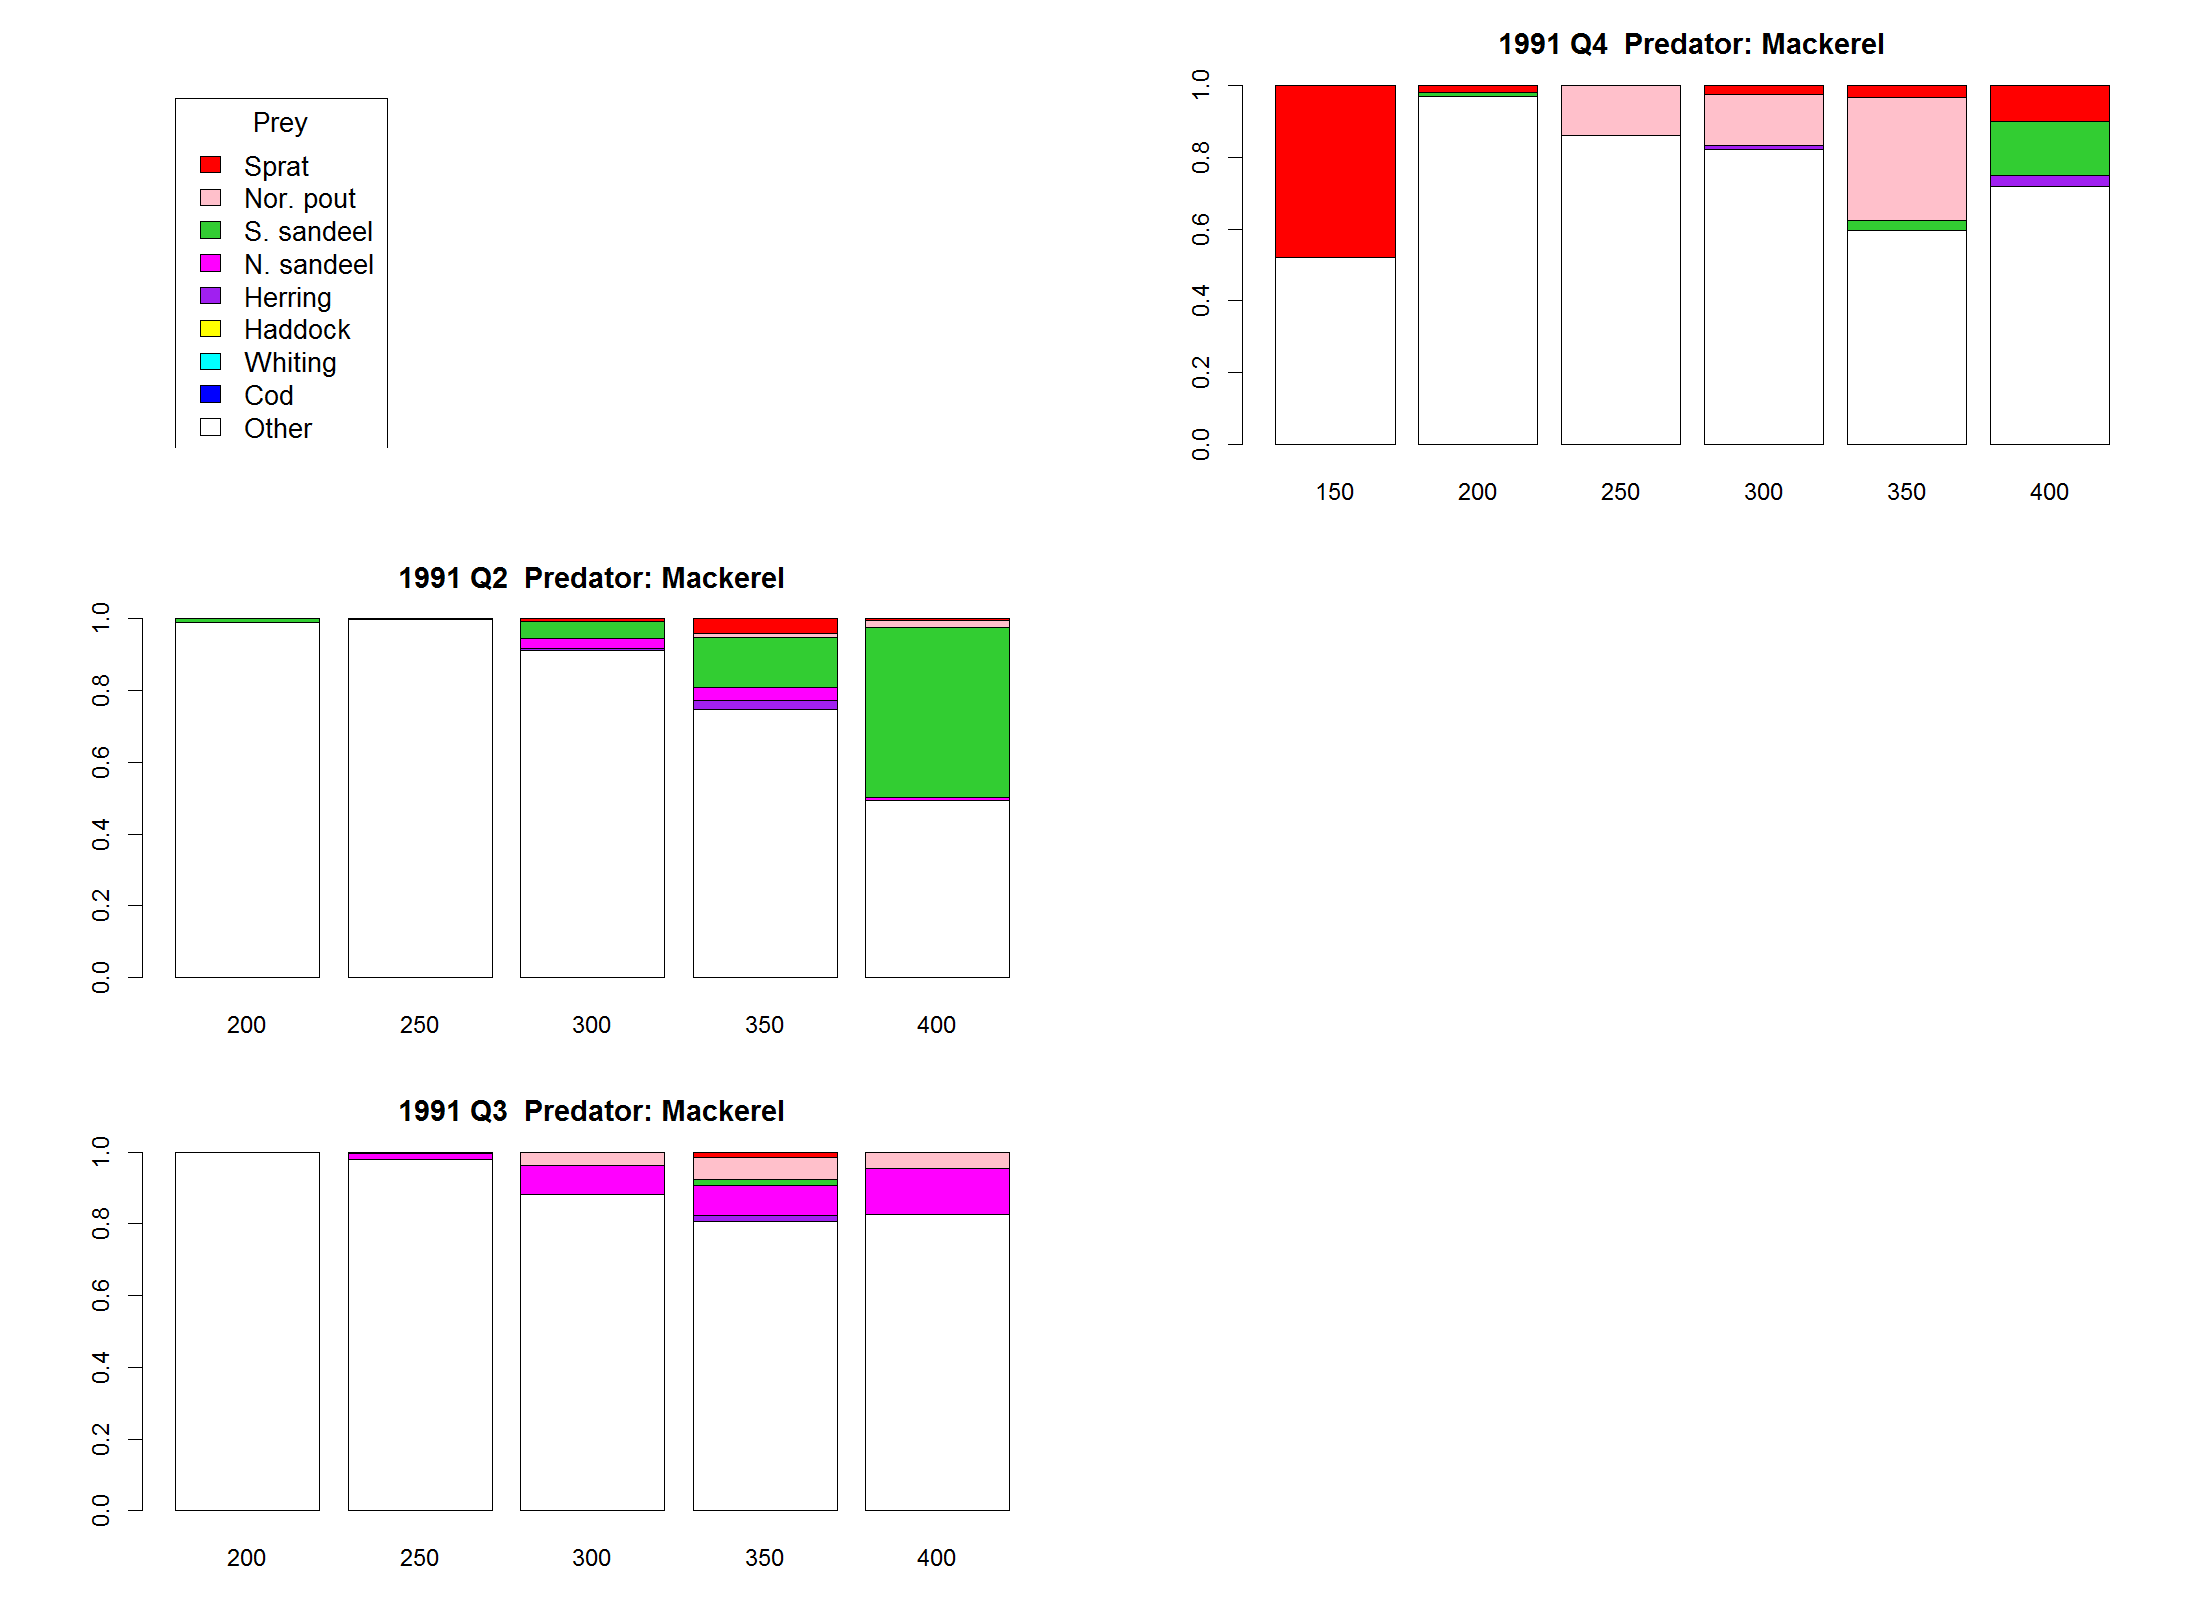 Prey
Sprat
Nor. pout
S. sandeel
N. sandeel
Herring
Haddock
Whiting
Cod
Other
1991 Q4  Predator: Mackerel
1.0
0.8
0.6
0.4
0.2
0.0
150 200 250 300 350 400
1991 Q2  Predator: Mackerel
1.0
0.8
0.6
0.4
0.2
0.0
200 250 300 350 400
1991 Q3  Predator: Mackerel
1.0
0.8
0.6
0.4
0.2
0.0
200 250 300 350 400